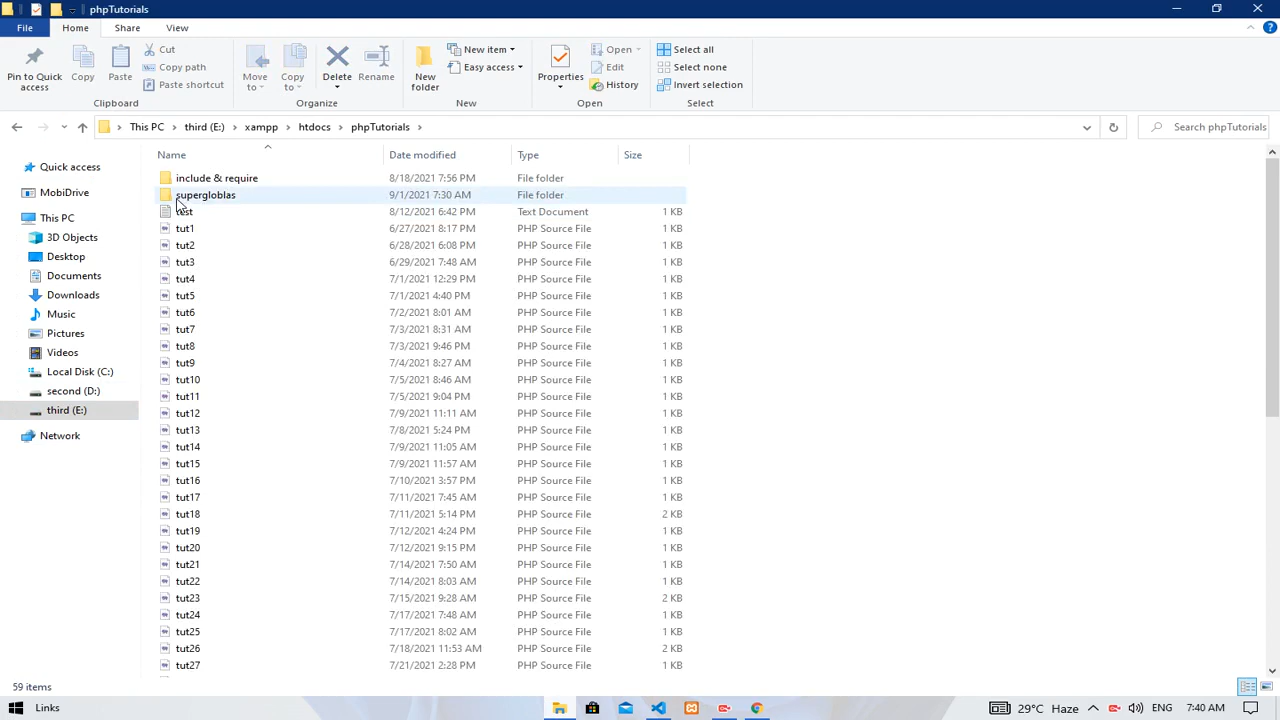 phpTutorials
File Home Share View
Pin to Quick access
Copy
Paste
Cut
Copy path
Paste shortcut
Clipboard
Move to
Copy to
Delete
Rename
Organize
New folder
New item
Easy access
New
Properties
Open
Edit
History
Open
Select all
Select none
Invert selection
Select
This PC third (E:) xampp htdocs phpTutorials
Search phpTutorials
Quick access
MobiDrive
This PC
3D Objects
Desktop
Documents
Downloads
Music
Pictures
Videos
Local Disk (C:)
second (D:)
third (E:)
Network
Name Date modified Type Size
include & require 8/18/2021 7:56 PM File folder
supergloblas 9/1/2021 7:30 AM File folder
test 8/12/2021 6:42 PM Text Document 1 KB
tut1 6/27/2021 8:17 PM PHP Source File 1 KB
tut2 6/28/2021 6:08 PM PHP Source File 1 KB
tut3 6/29/2021 7:48 AM PHP Source File 1 KB
tut4 7/1/2021 12:29 PM PHP Source File 1 KB
tut5 7/1/2021 4:40 PM PHP Source File 1 KB
tut6 7/2/2021 8:01 AM PHP Source File 1 KB
tut7 7/3/2021 8:31 AM PHP Source File 1 KB
tut8 7/3/2021 9:46 PM PHP Source File 1 KB
tut9 7/4/2021 8:27 AM PHP Source File 1 KB
tut10 7/5/2021 8:46 AM PHP Source File 1 KB
tut11 7/5/2021 9:04 PM PHP Source File 1 KB
tut12 7/9/2021 11:11 AM PHP Source File 1 KB
tut13 7/8/2021 5:24 PM PHP Source File 1 KB
tut14 7/9/2021 11:05 AM PHP Source File 1 KB
tut15 7/9/2021 11:57 AM PHP Source File 1 KB
tut16 7/10/2021 3:57 PM PHP Source File 1 KB
tut17 7/11/2021 7:45 AM PHP Source File 1 KB
tut18 7/11/2021 5:14 PM PHP Source File 2 KB
tut19 7/12/2021 4:24 PM PHP Source File 1 KB
tut20 7/12/2021 9:15 PM PHP Source File 1 KB
tut21 7/14/2021 7:50 AM PHP Source File 1 KB
tut22 7/14/2021 8:03 AM PHP Source File 1 KB
tut23 7/15/2021 9:28 AM PHP Source File 2 KB
tut24 7/17/2021 7:48 AM PHP Source File 1 KB
tut25 7/17/2021 8:02 AM PHP Source File 1 KB
tut26 7/18/2021 11:53 AM PHP Source File 2 KB
tut27 7/21/2021 2:28 PM PHP Source File 1 KB
59 items
Links
29°C Haze ENG 7:40 AM